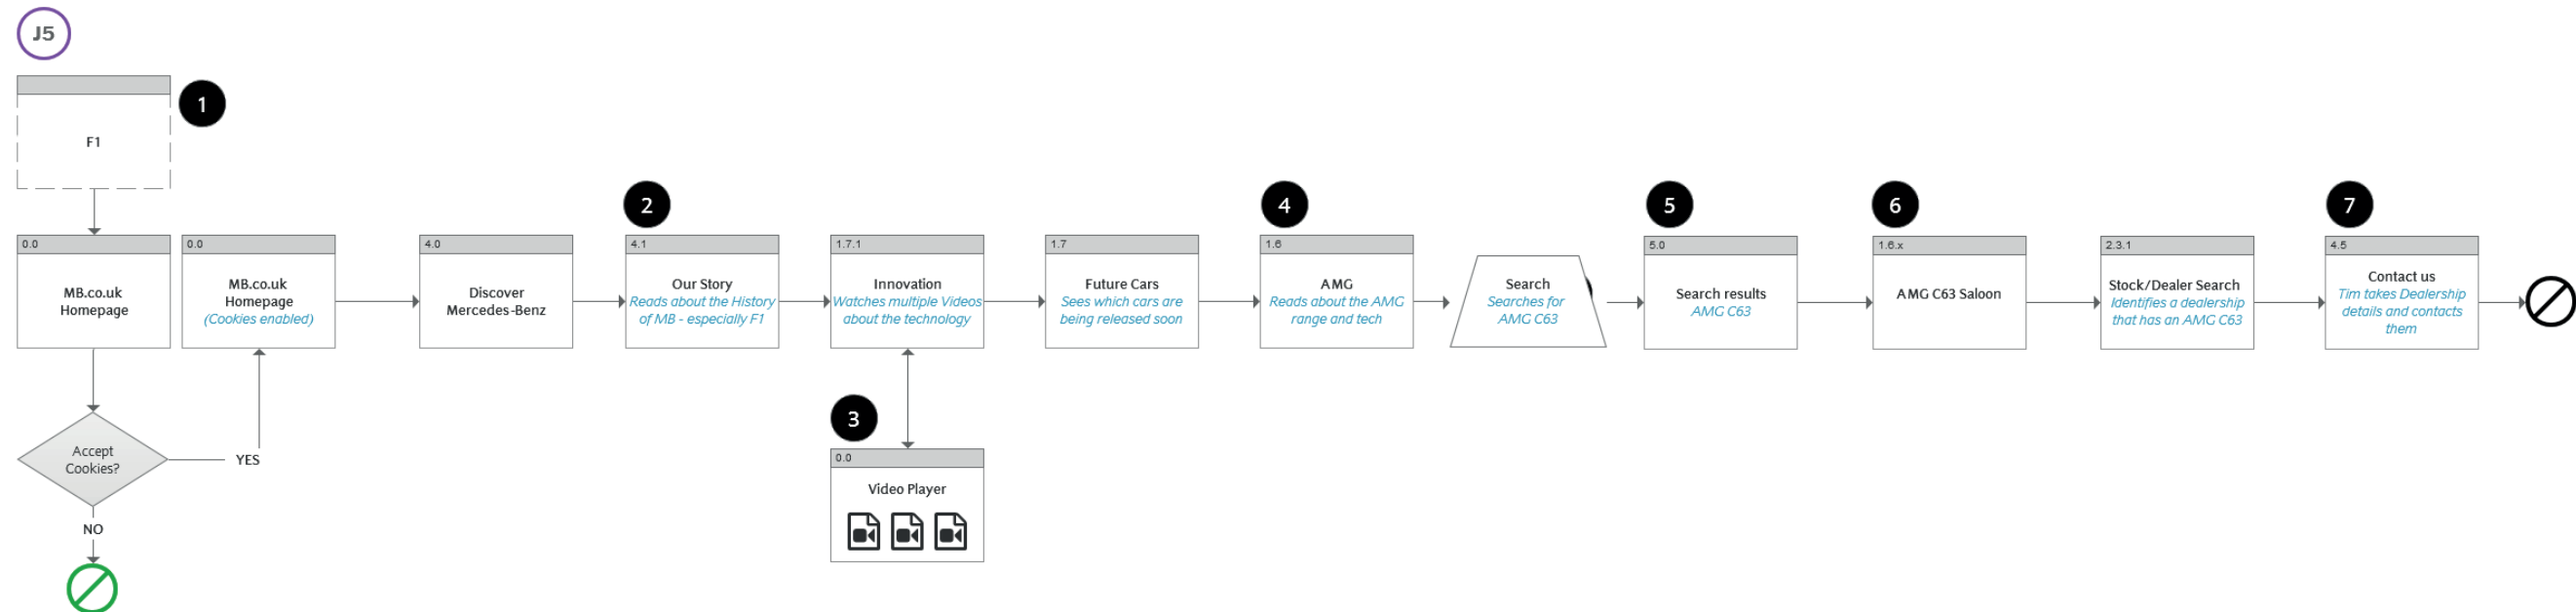 J5
1
F1
0.0
MB.co.uk
Homepage
Accept
Cookies?
YES
NO
0.0
MB.co.uk
Homepage
(Cookies enabled)
4.0
Discover
Mercedes-Benz
2
4.1
Our Story
Reads about the History
of MB - especially F1
1.7.1
Innovation
Watches multiple Videos
about the technology
3
0.0
Video Player
1.7
Future Cars
Sees which cars are
being released soon
4
1.6
AMG
Reads about the AMG
range and tech
Search
Searches for
AMG C63
5
5.0
Search results
AMG C63
6
1.6.x
AMG C63 Saloon
2.3.1
Stock/Dealer Search
Identifies a dealership
that has an AMG C63
7
4.5
Contact us
Tim takes Dealership
details and contacts
them